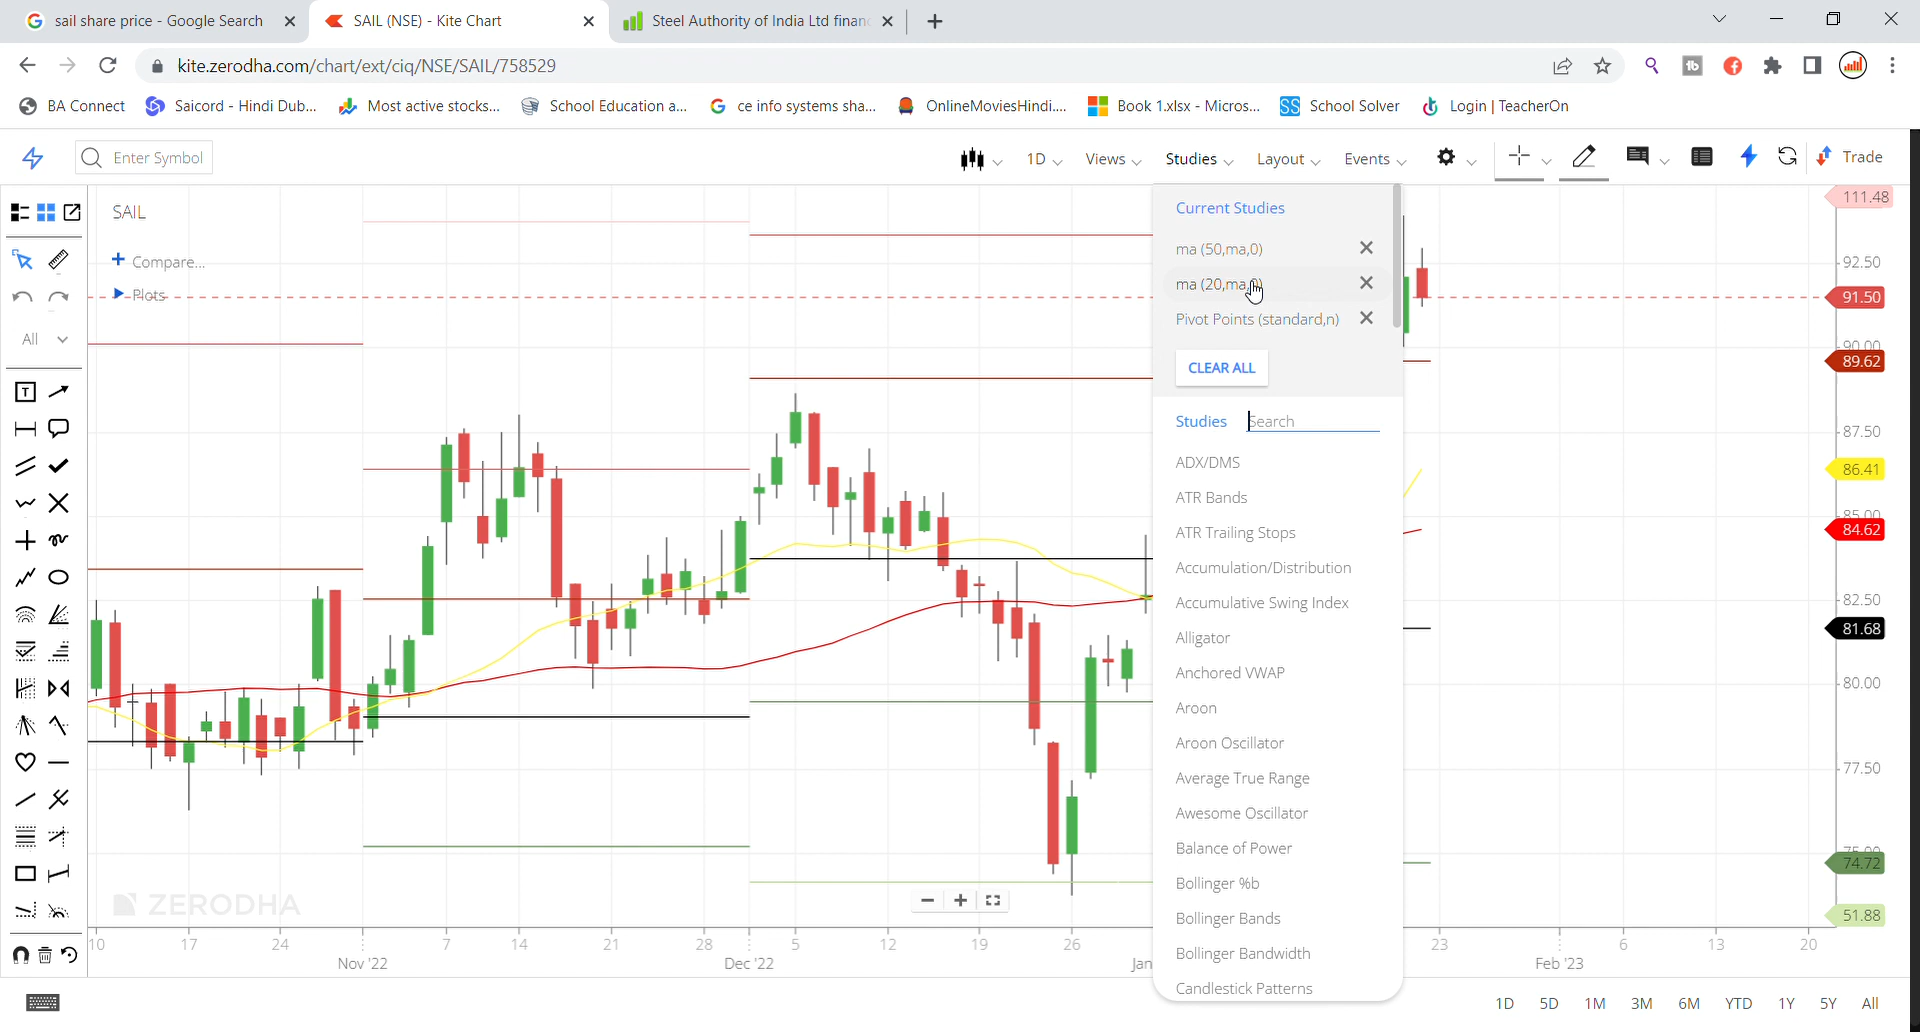 sail share price - Google Search
SAIL (NSE) - Kite Chart
Steel Authority of India Ltd financ
kite.zerodha.com/chart/ext/ciq/NSE/SAIL/758529
BA Connect
Saicord - Hindi Dub...
Most active stocks...
School Education a...
ce info systems sha...
OnlineMoviesHindi....
Book 1.xlsx - Micros...
SS School Solver
Login | TeacherOn
Enter Symbol
1D
Views
Studies
Layout
Events
Trade
SAIL
Compare...
Plots
All
Current Studies
ma (50,ma,0)
ma (20,ma,0)
Pivot Points (standard,n)
CLEAR ALL
Studies
Search
ADX/DMS
ATR Bands
ATR Trailing Stops
Accumulation/Distribution
Accumulative Swing Index
Alligator
Anchored VWAP
Aroon
Aroon Oscillator
Average True Range
Awesome Oscillator
Balance of Power
Bollinger %b
Bollinger Bands
Bollinger Bandwidth
Candlestick Patterns
111.48
92.50
91.50
90.00
89.62
87.50
86.41
85.00
84.62
82.50
81.68
80.00
77.50
75.00
74.72
51.88
ZERODHA
10
17
24
7
14
21
28
5
12
19
26
23
6
13
20
Nov '22
Dec '22
Jan
Feb '23
1D
5D
1M
3M
6M
YTD
1Y
5Y
All